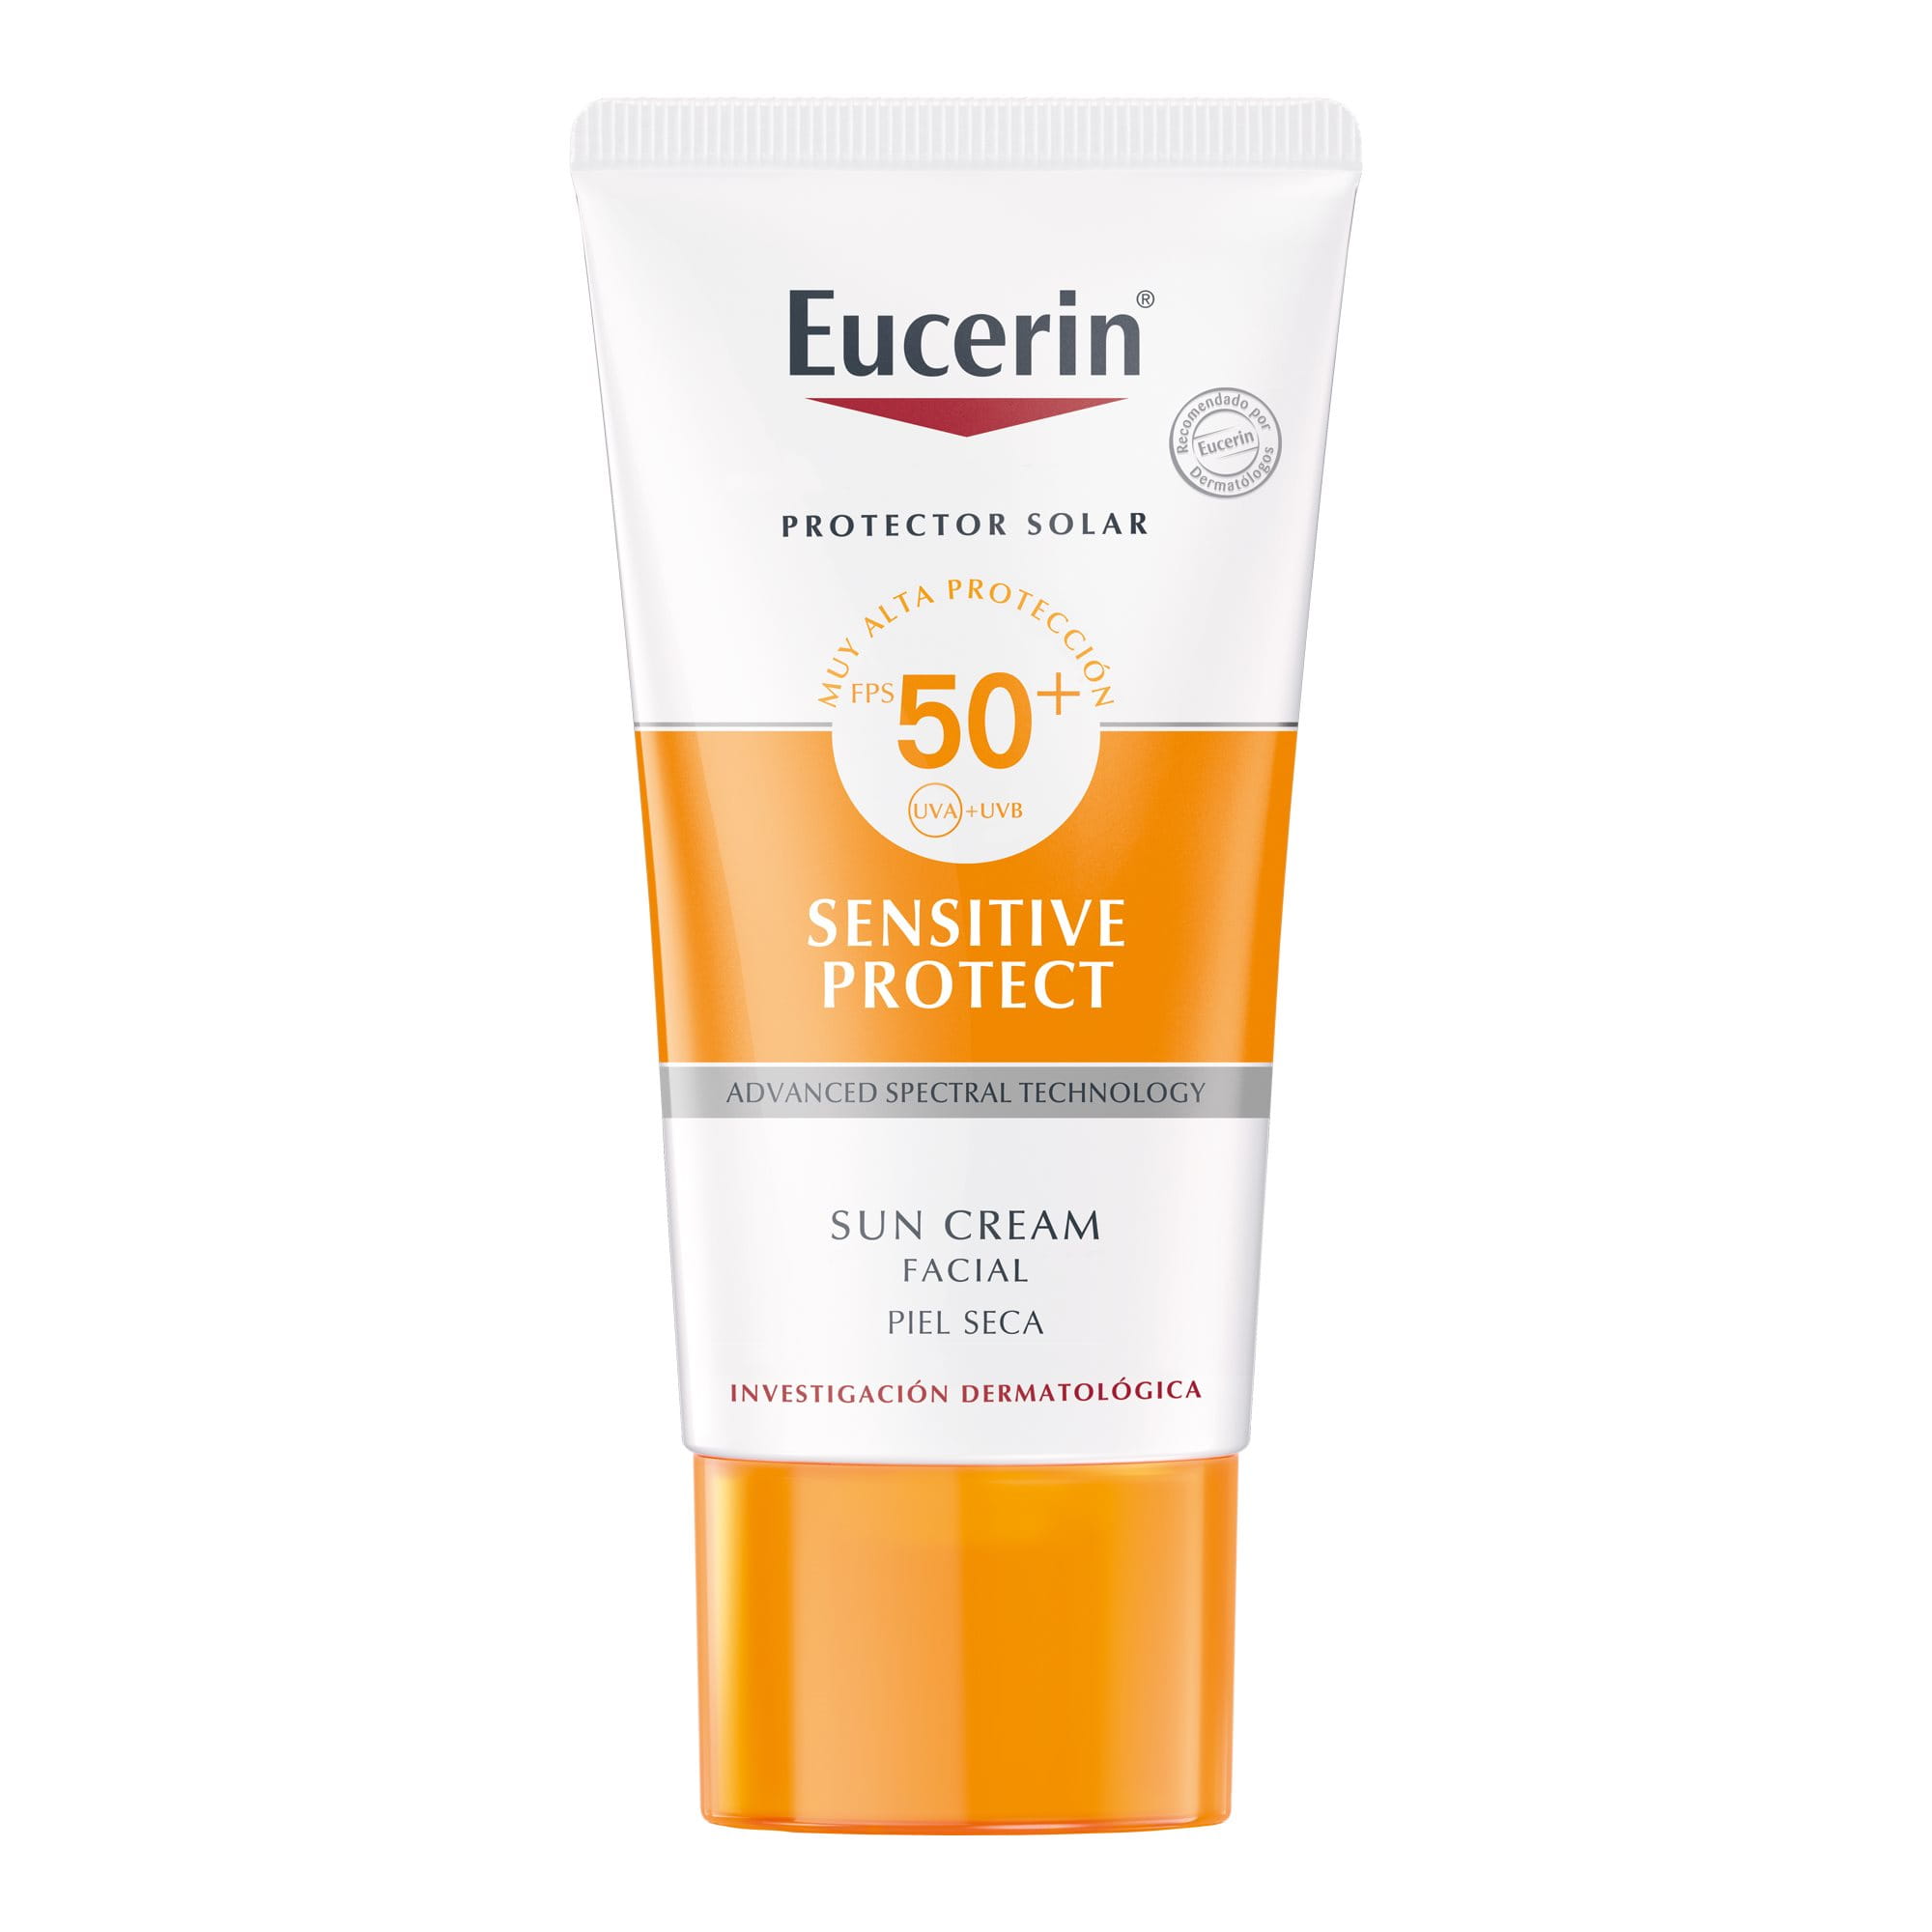 Eucerin®
Recomendado por
Eucerin
Dermatólogos
PROTECTOR SOLAR
MUY ALTA PROTECCIÓN
FPS 50+
UVA+UVB
SENSITIVE
PROTECT
ADVANCED SPECTRAL TECHNOLOGY
SUN CREAM
FACIAL
PIEL SECA
INVESTIGACIÓN DERMATOLÓGICA